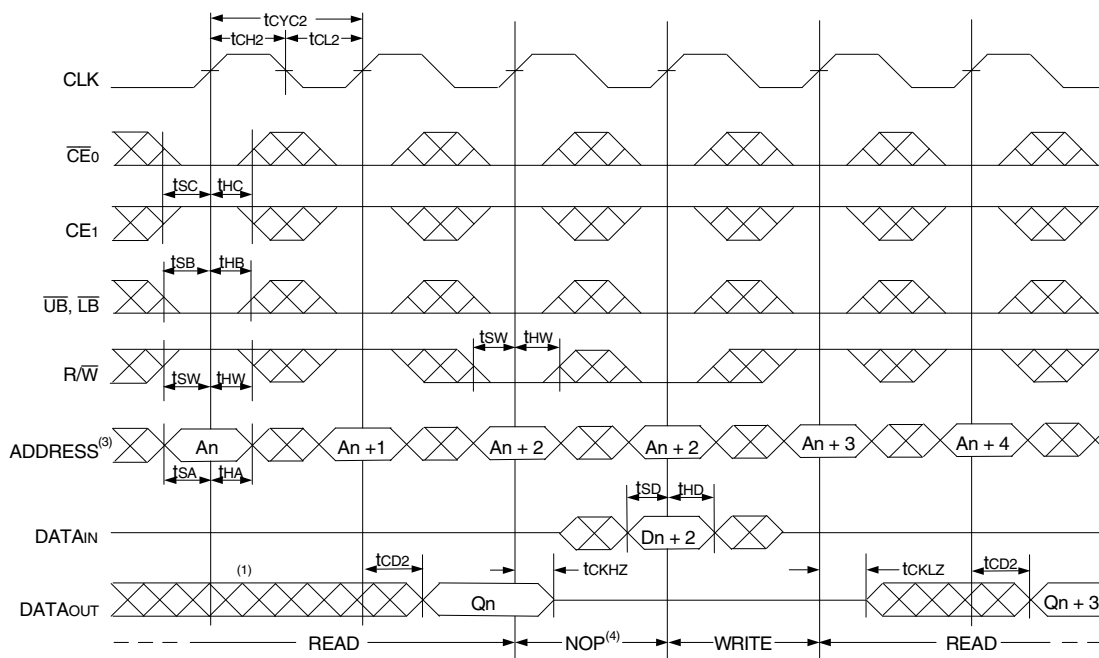 tCYC2
tCH2 tCL2
CLK
CE0
tSC tHC
CE1
tSB tHB
UB, LB
tSW tHW
R/W
tSW tHW
ADDRESS(3) An An +1 An + 2 An + 2 An + 3 An + 4
tSA tHA
tSD tHD
DATAIN Dn + 2
(1) tCD2 tCKHZ tCKLZ tCD2
DATAOUT Qn Qn + 3
READ NOP(4) WRITE READ